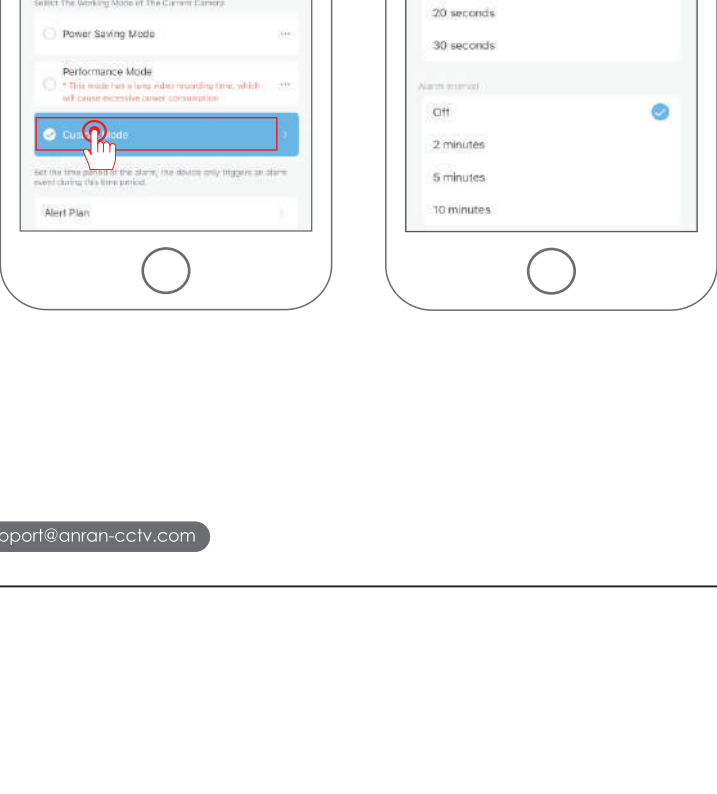 Select The Working Mode of The Current Camera
Power Saving Mode
Performance Mode
* This mode has a long video recording time, which
will cause excessive power consumption
Mode
Set the time period of the alarm, the device only triggers an alarm
event during this time period.
Alert Plan
20 seconds
30 seconds
Alarm interval
Off
2 minutes
5 minutes
10 minutes
pport@anran-cctv.com